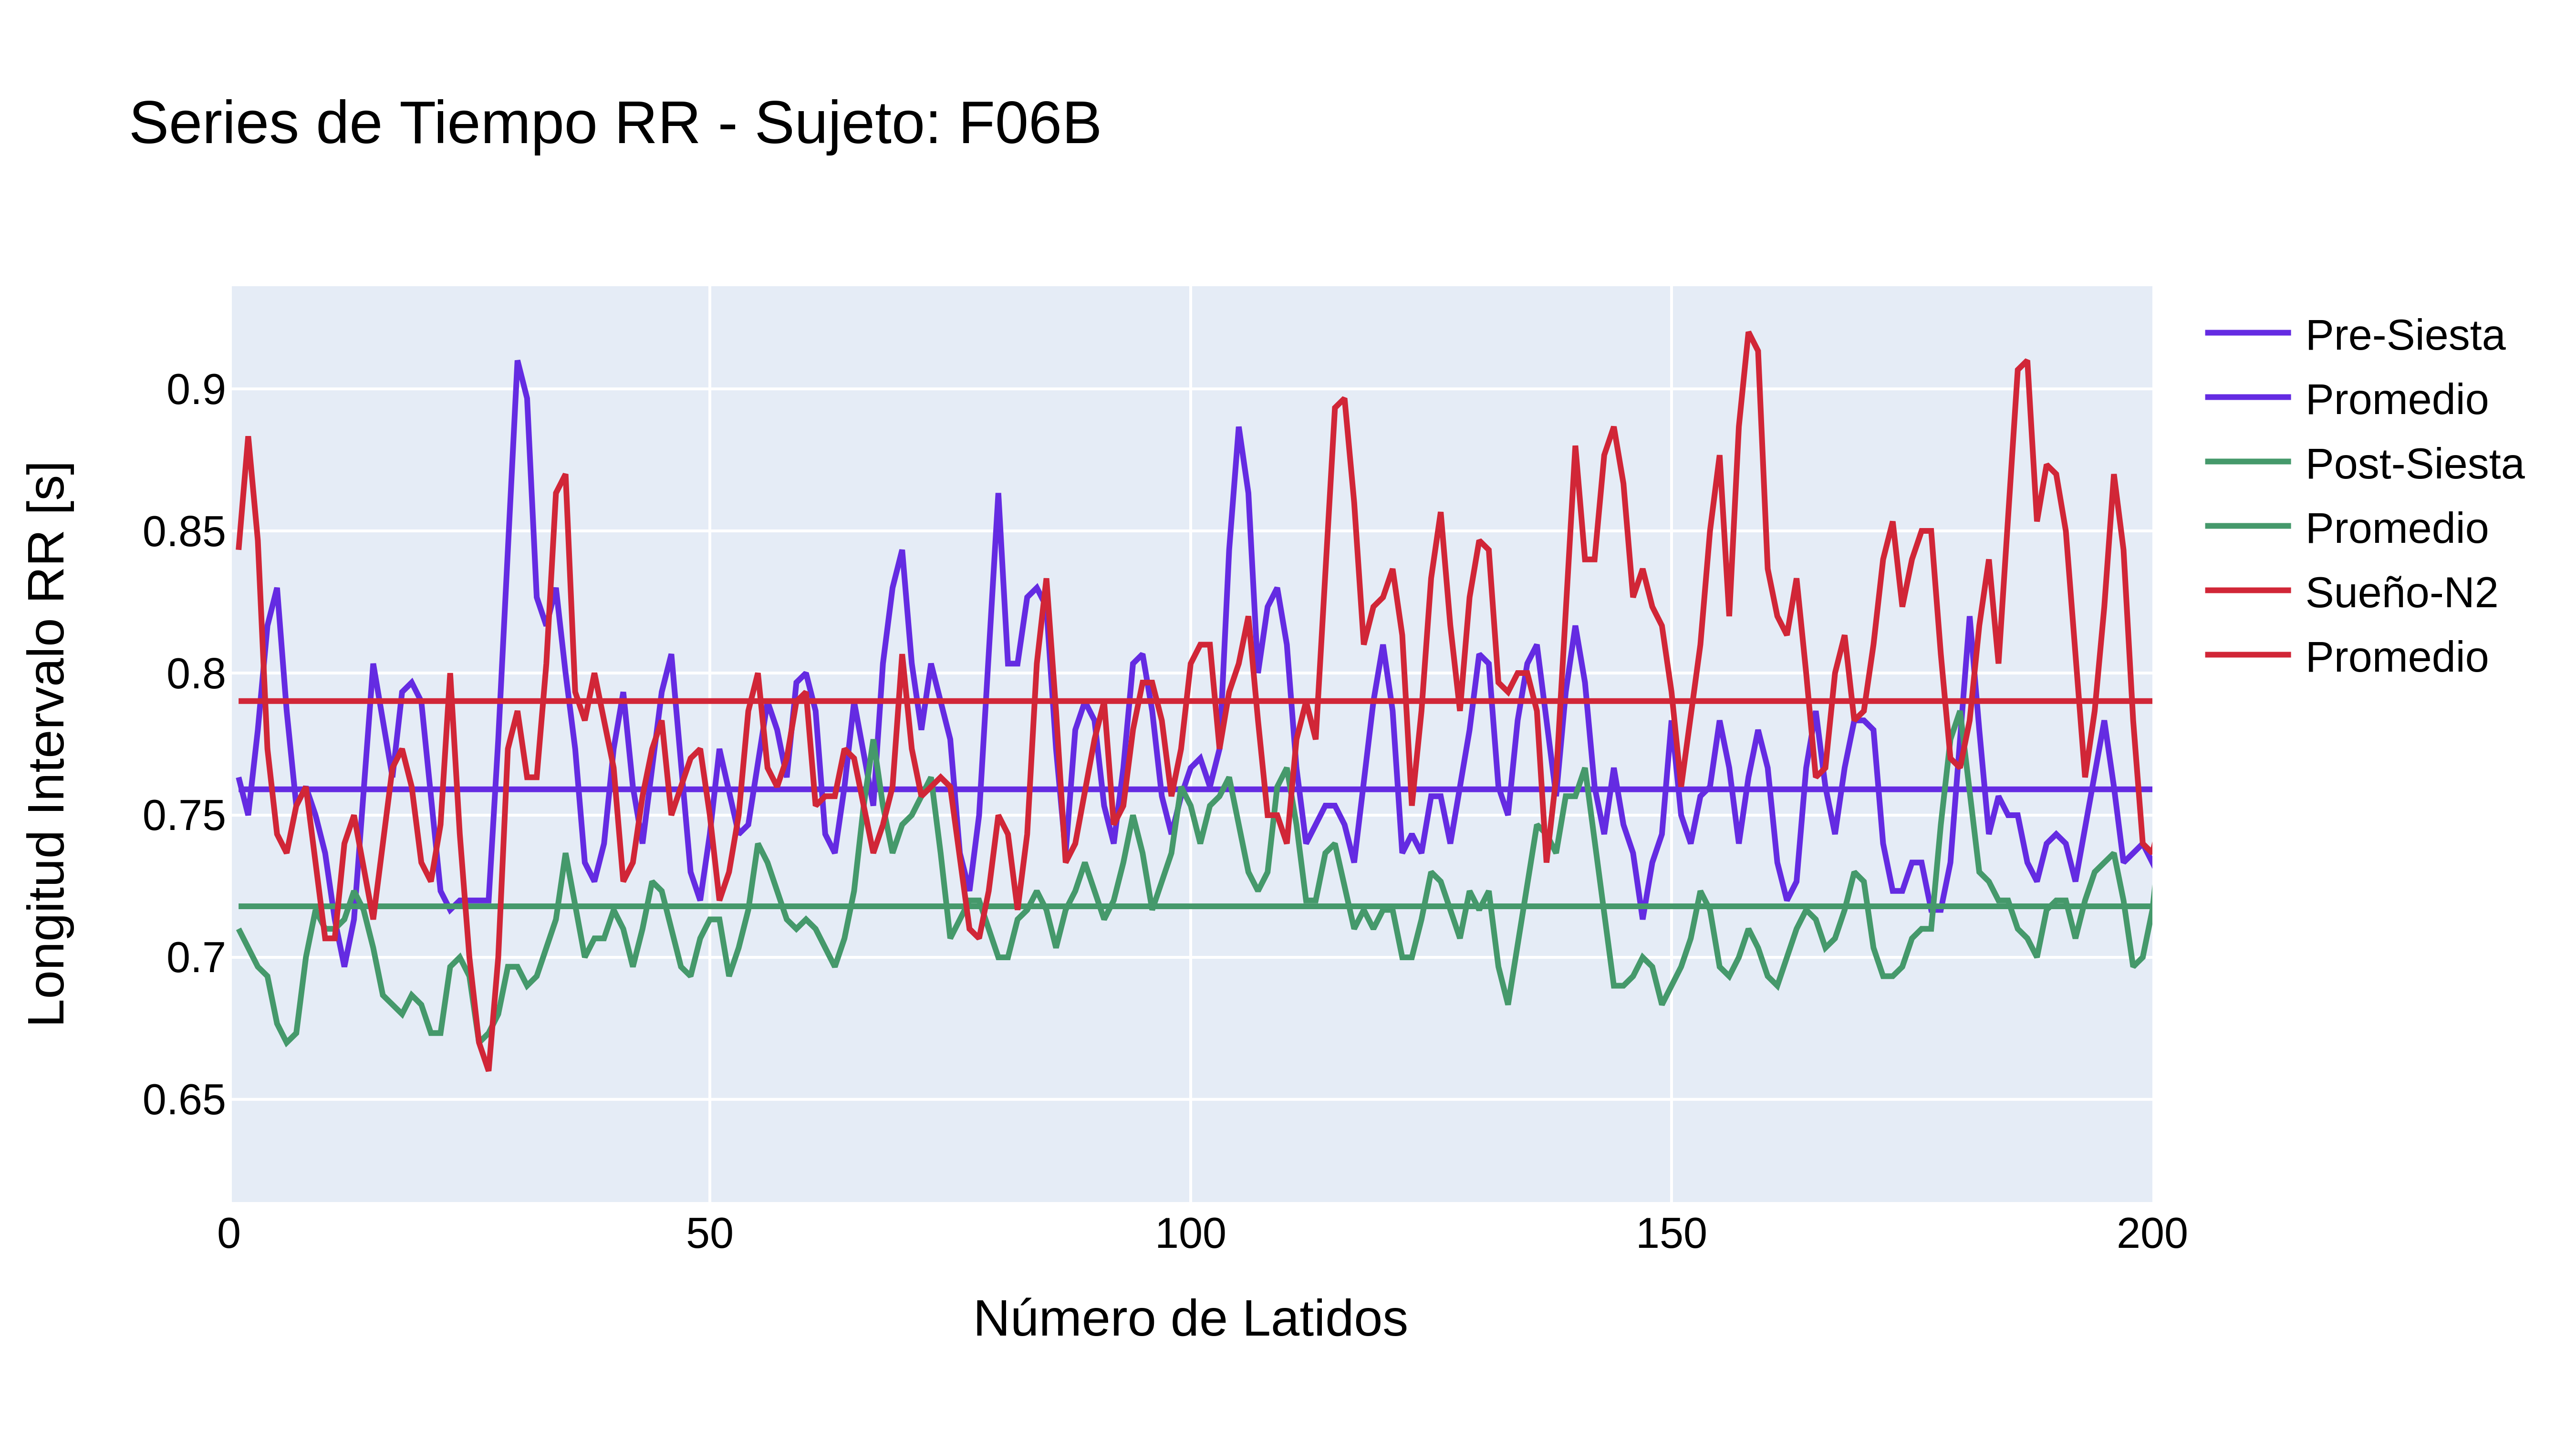 Series de Tiempo RR - Sujeto: F06B
Longitud Intervalo RR [s]
0.9
0.85
0.8
0.75
0.7
0.65
0
50
100
150
200
Número de Latidos
Pre-Siesta
Promedio
Post-Siesta
Promedio
Sueño-N2
Promedio